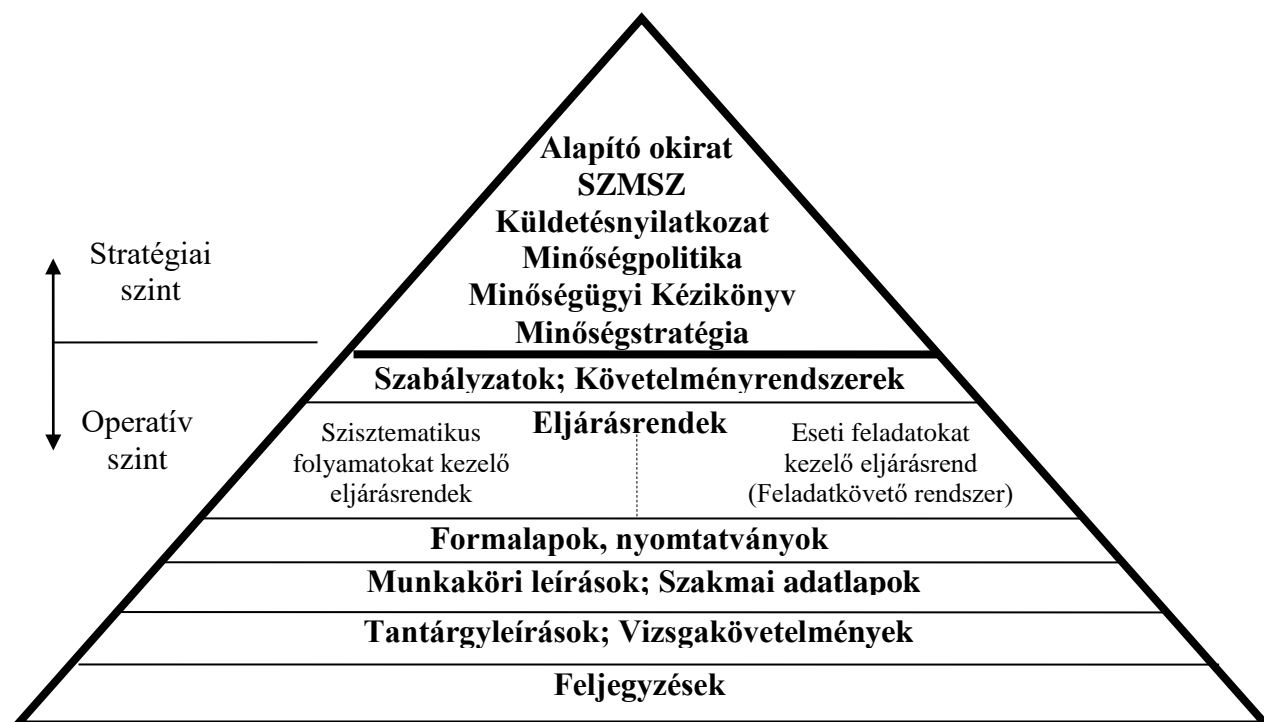 Alapító okirat
SZMSZ
Küldetésnyilatkozat
Minőségpolitika
Minőségügyi Kézikönyv
Minőségstratégia
Stratégiai
szint
Operatív
szint
Szabályzatok; Követelményrendszerek
Eljárásrendek
Szisztematikus
folyamatokat kezelő
eljárásrendek
Eseti feladatokat
kezelő eljárásrend
(Feladatkövető rendszer)
Formalapok, nyomtatványok
Munkaköri leírások; Szakmai adatlapok
Tantárgyleírások; Vizsgakövetelmények
Feljegyzések